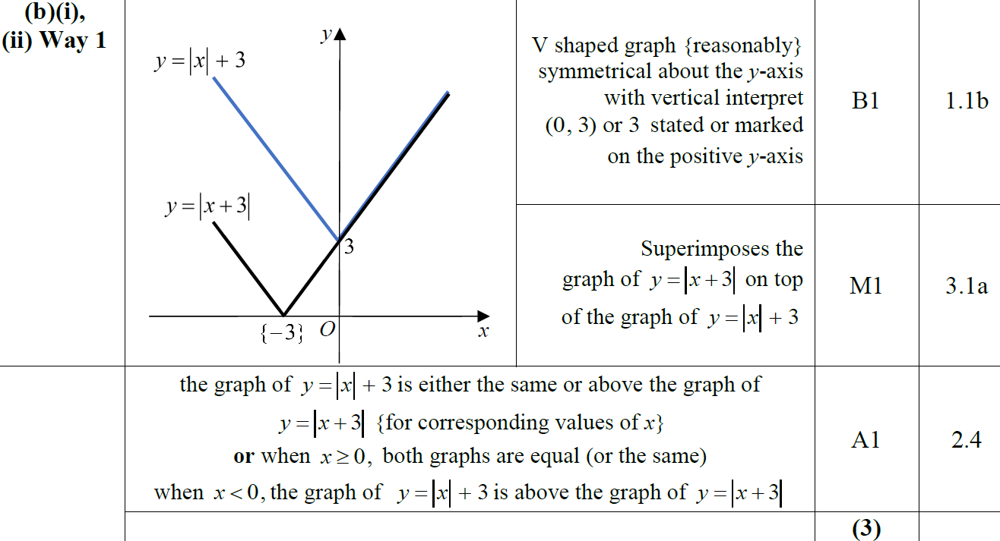 (b)(i),
(ii) Way 1
y
y = |x| + 3
y = |x + 3|
3
{−3}
O
x
V shaped graph {reasonably}
symmetrical about the y-axis
with vertical interpret
(0, 3) or 3 stated or marked
on the positive y-axis
B1
1.1b
Superimposes the
graph of y = |x + 3| on top
of the graph of y = |x| + 3
M1
3.1a
the graph of y = |x| + 3 is either the same or above the graph of
y = |x + 3| {for corresponding values of x}
or when x ≥ 0, both graphs are equal (or the same)
when x < 0, the graph of y = |x| + 3 is above the graph of y = |x + 3|
A1
2.4
(3)